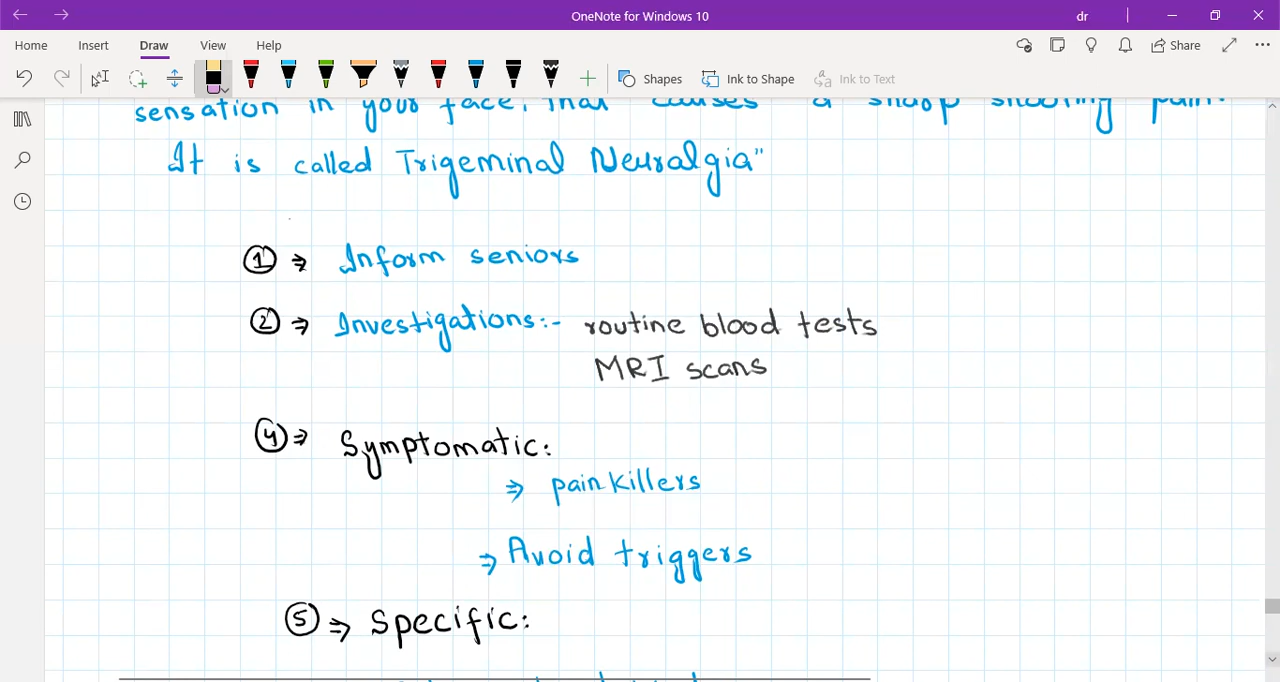 OneNote for Windows 10
dr
Home Insert Draw View Help
Share
Shapes
Ink to Shape
Ink to Text
sensation in your face, that causes a sharp shooting pain.
It is called Trigeminal Neuralgia"
① ⇒ Inform seniors
② ⇒ Investigations:- routine blood tests
MRI scans
④ ⇒ Symptomatic:
⇒ painkillers
⇒ Avoid triggers
⑤ ⇒ Specific: